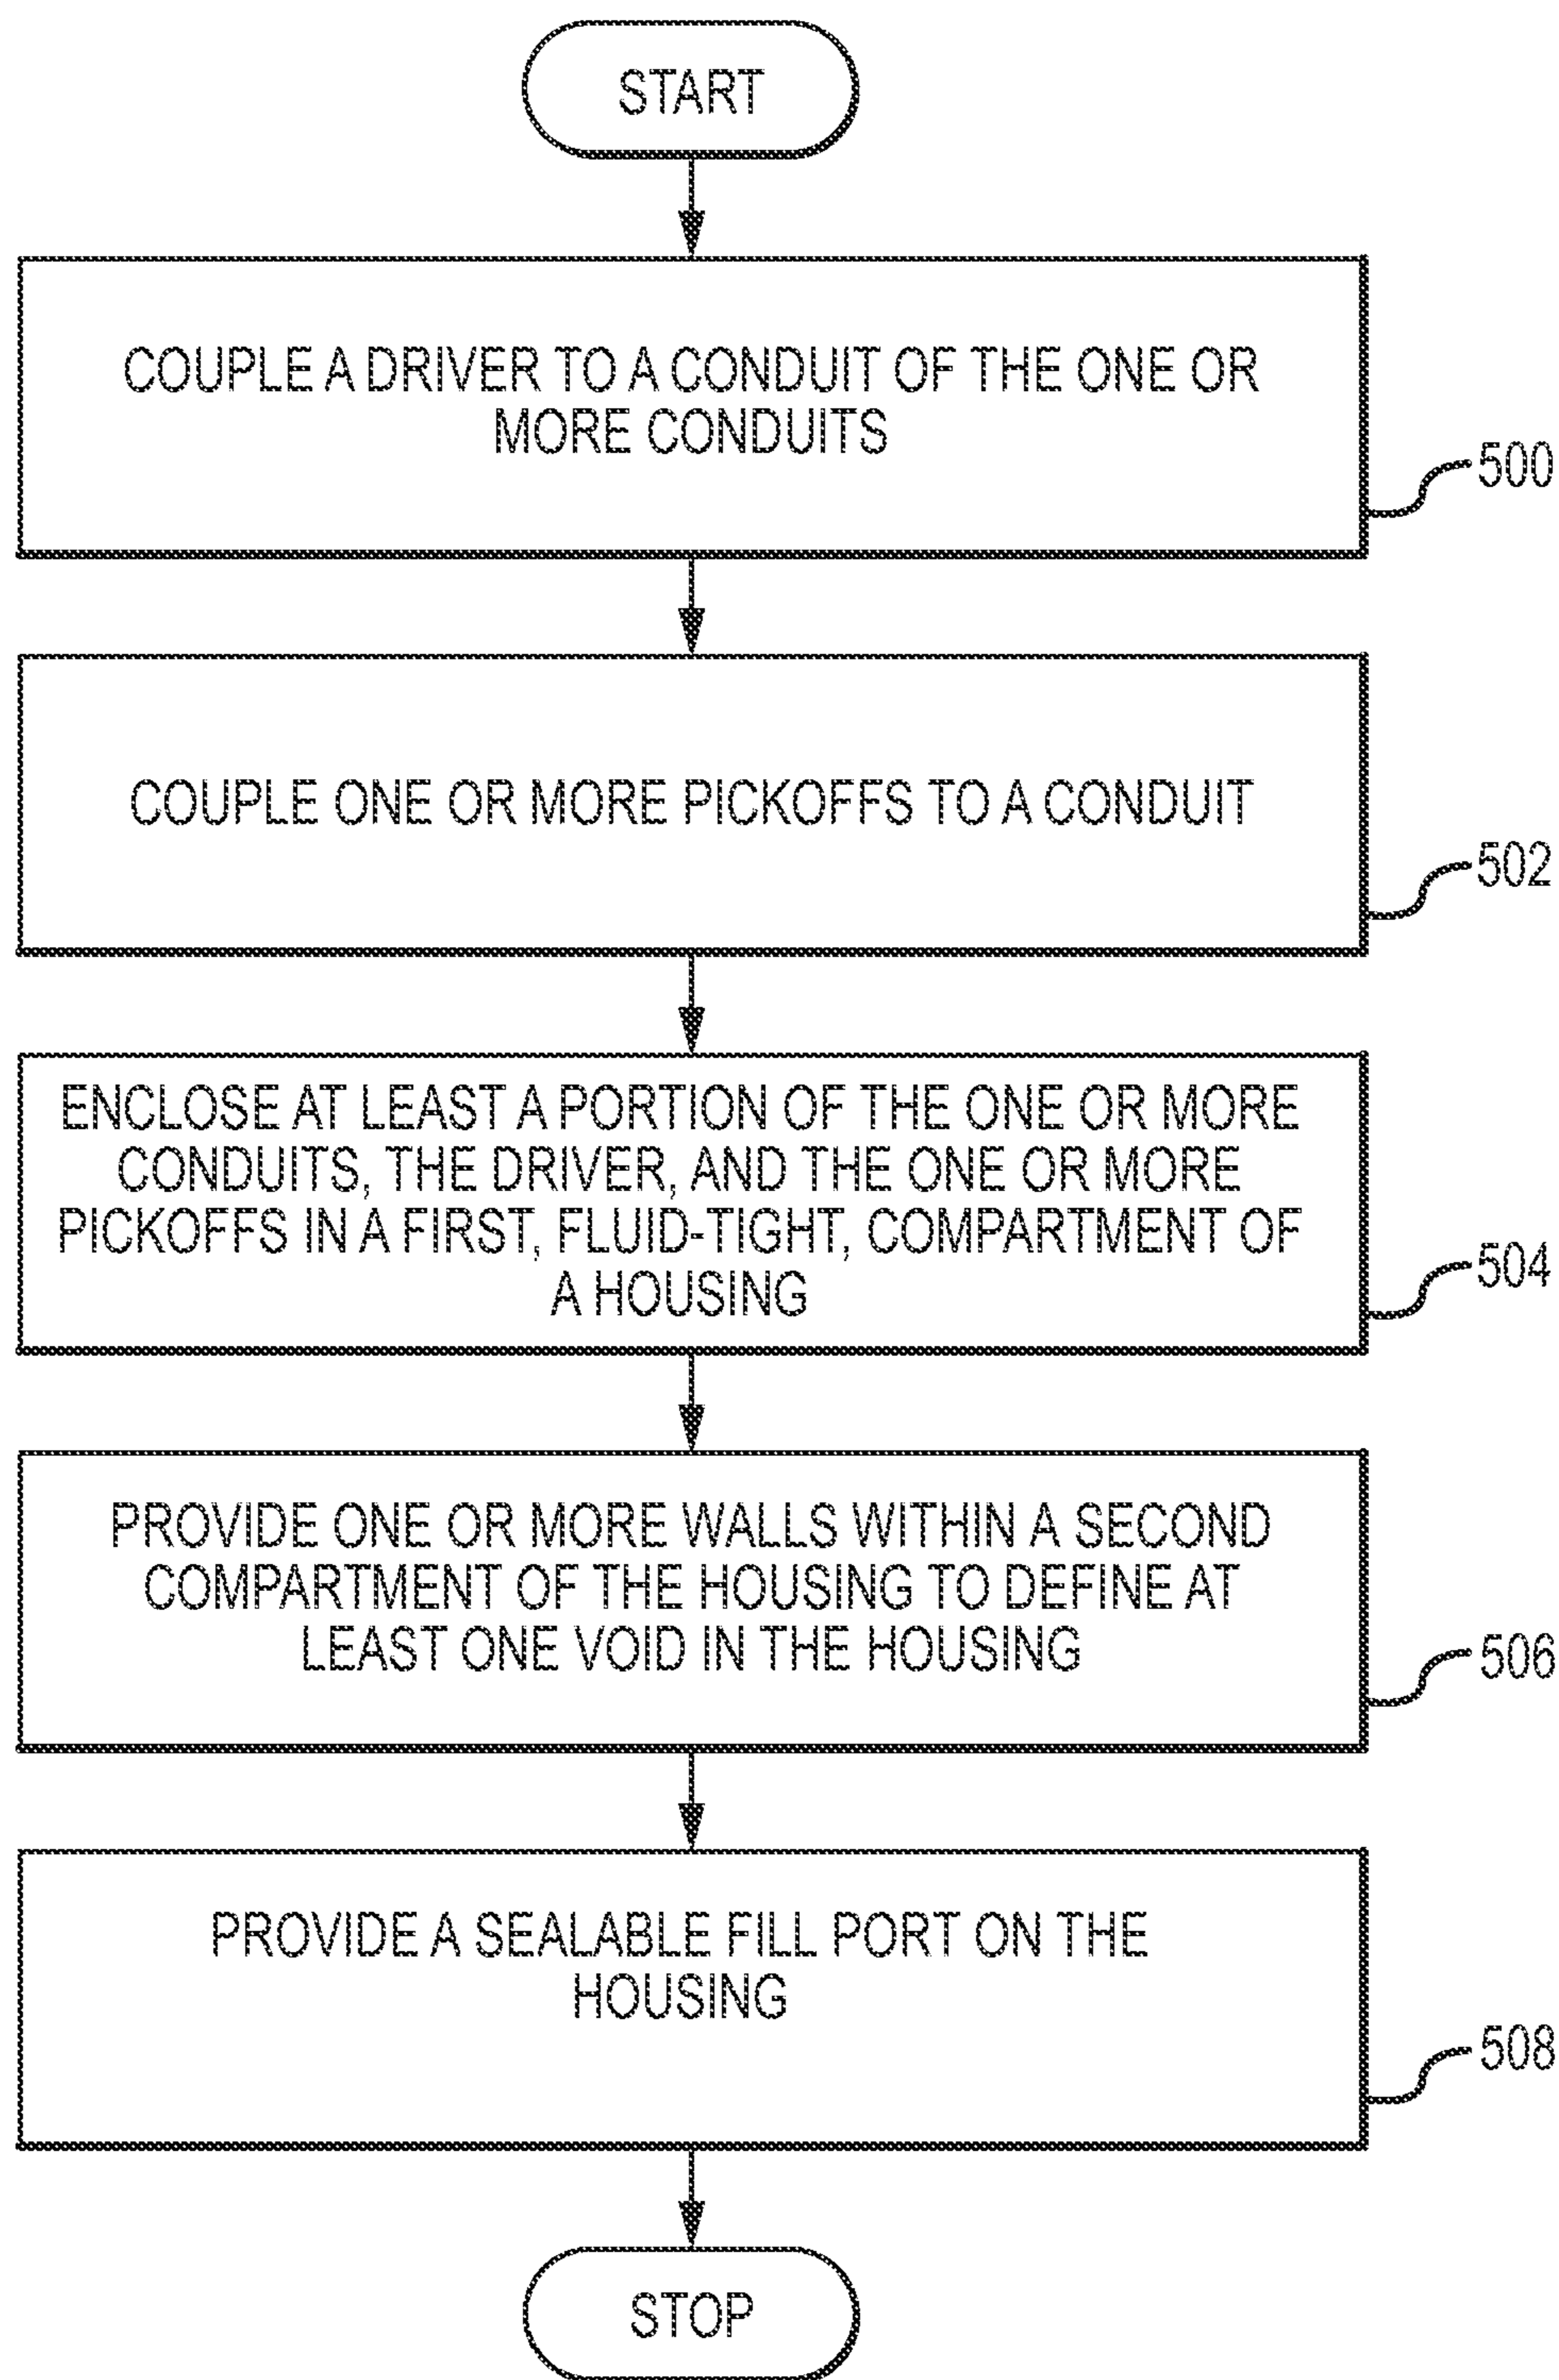 START
COUPLE A DRIVER TO A CONDUIT OF THE ONE OR
MORE CONDUITS
500
COUPLE ONE OR MORE PICKOFFS TO A CONDUIT
502
ENCLOSE AT LEAST A PORTION OF THE ONE OR MORE
CONDUITS, THE DRIVER, AND THE ONE OR MORE
PICKOFFS IN A FIRST, FLUID-TIGHT, COMPARTMENT OF
A HOUSING
504
PROVIDE ONE OR MORE WALLS WITHIN A SECOND
COMPARTMENT OF THE HOUSING TO DEFINE AT
LEAST ONE VOID IN THE HOUSING
506
PROVIDE A SEALABLE FILL PORT ON THE
HOUSING
508
STOP